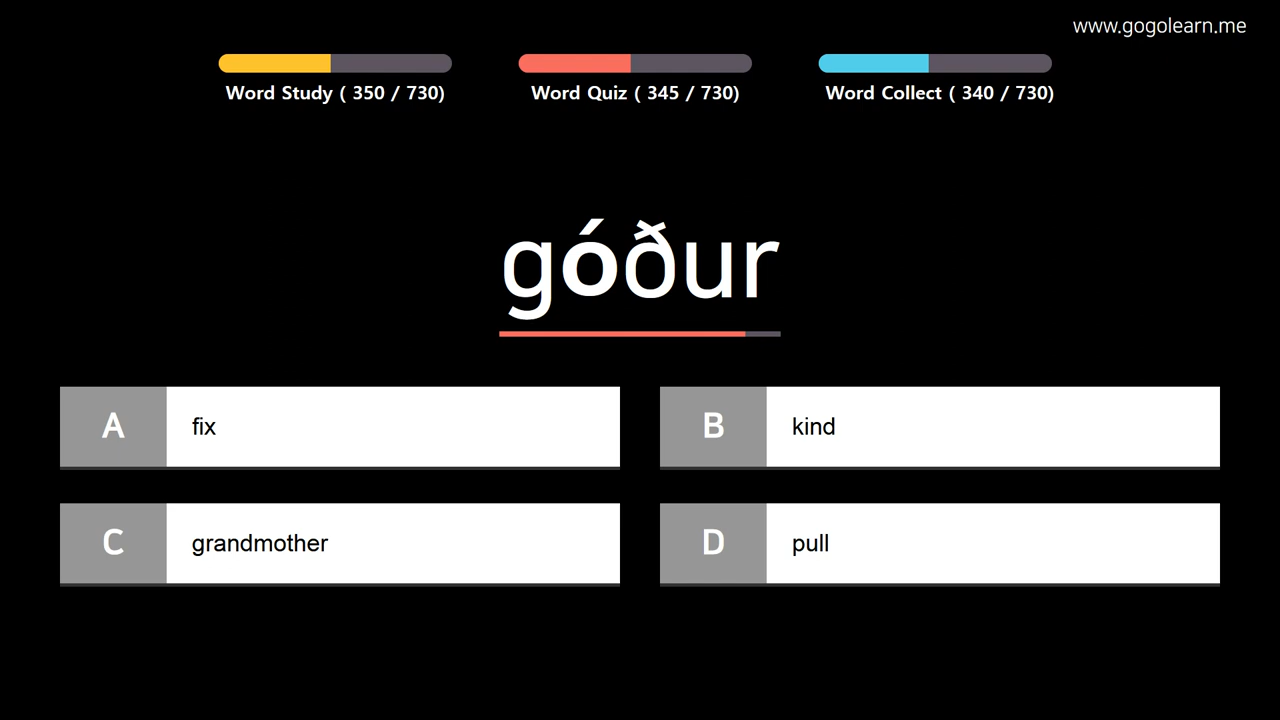 www.gogolearn.me
Word Study ( 350 / 730)
Word Quiz ( 345 / 730)
Word Collect ( 340 / 730)
góður
A fix
B kind
C grandmother
D pull